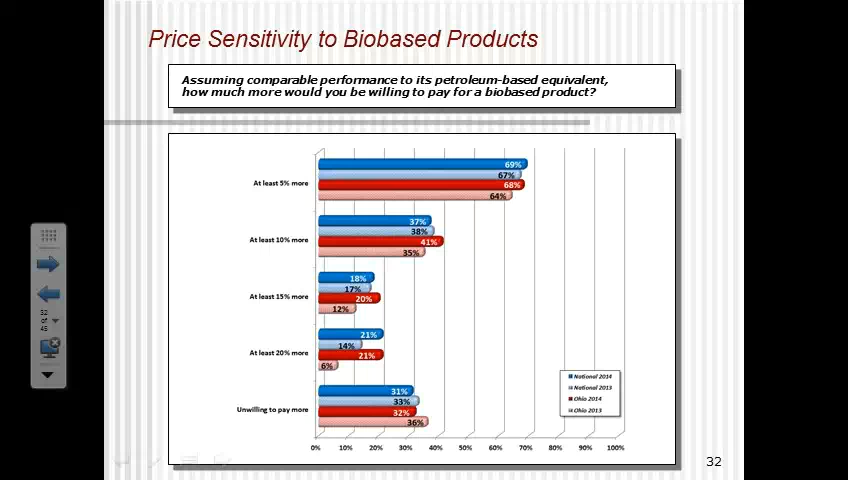 Price Sensitivity to Biobased Products
Assuming comparable performance to its petroleum-based equivalent,
how much more would you be willing to pay for a biobased product?
At least 5% more
69%
67%
68%
64%
At least 10% more
37%
38%
41%
35%
At least 15% more
18%
17%
20%
12%
At least 20% more
21%
14%
21%
6%
Unwilling to pay more
31%
33%
32%
36%
0% 10% 20% 30% 40% 50% 60% 70% 80% 90% 100%
National 2014
National 2013
Ohio 2014
Ohio 2013
32
of
45
32